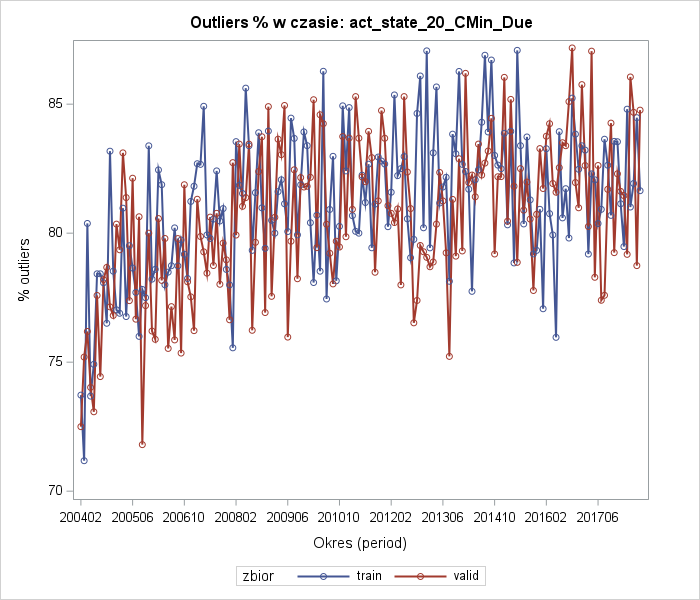 Outliers % w czasie: act_state_20_CMin_Due
% outliers
85
80
75
70
200402 200506 200610 200802 200906 201010 201202 201306 201410 201602 201706
Okres (period)
zbior train valid